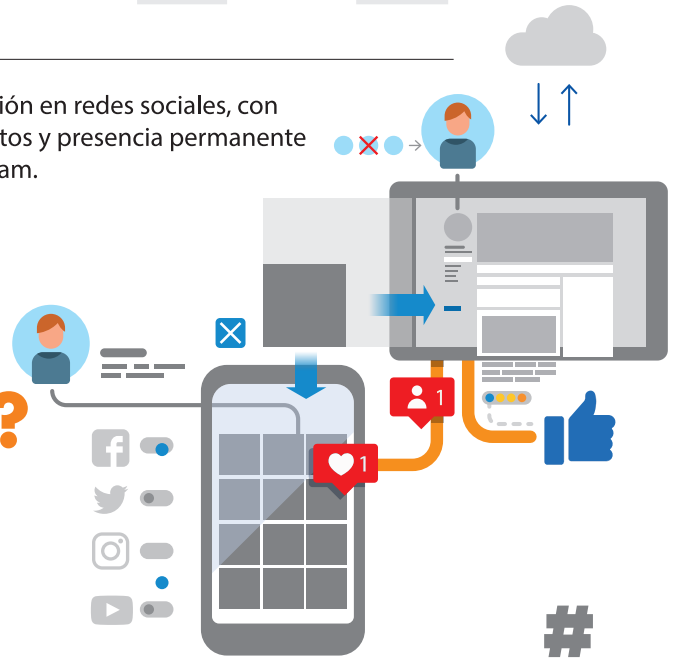 ión en redes sociales, con
tos y presencia permanente
am.
1
1
?
#